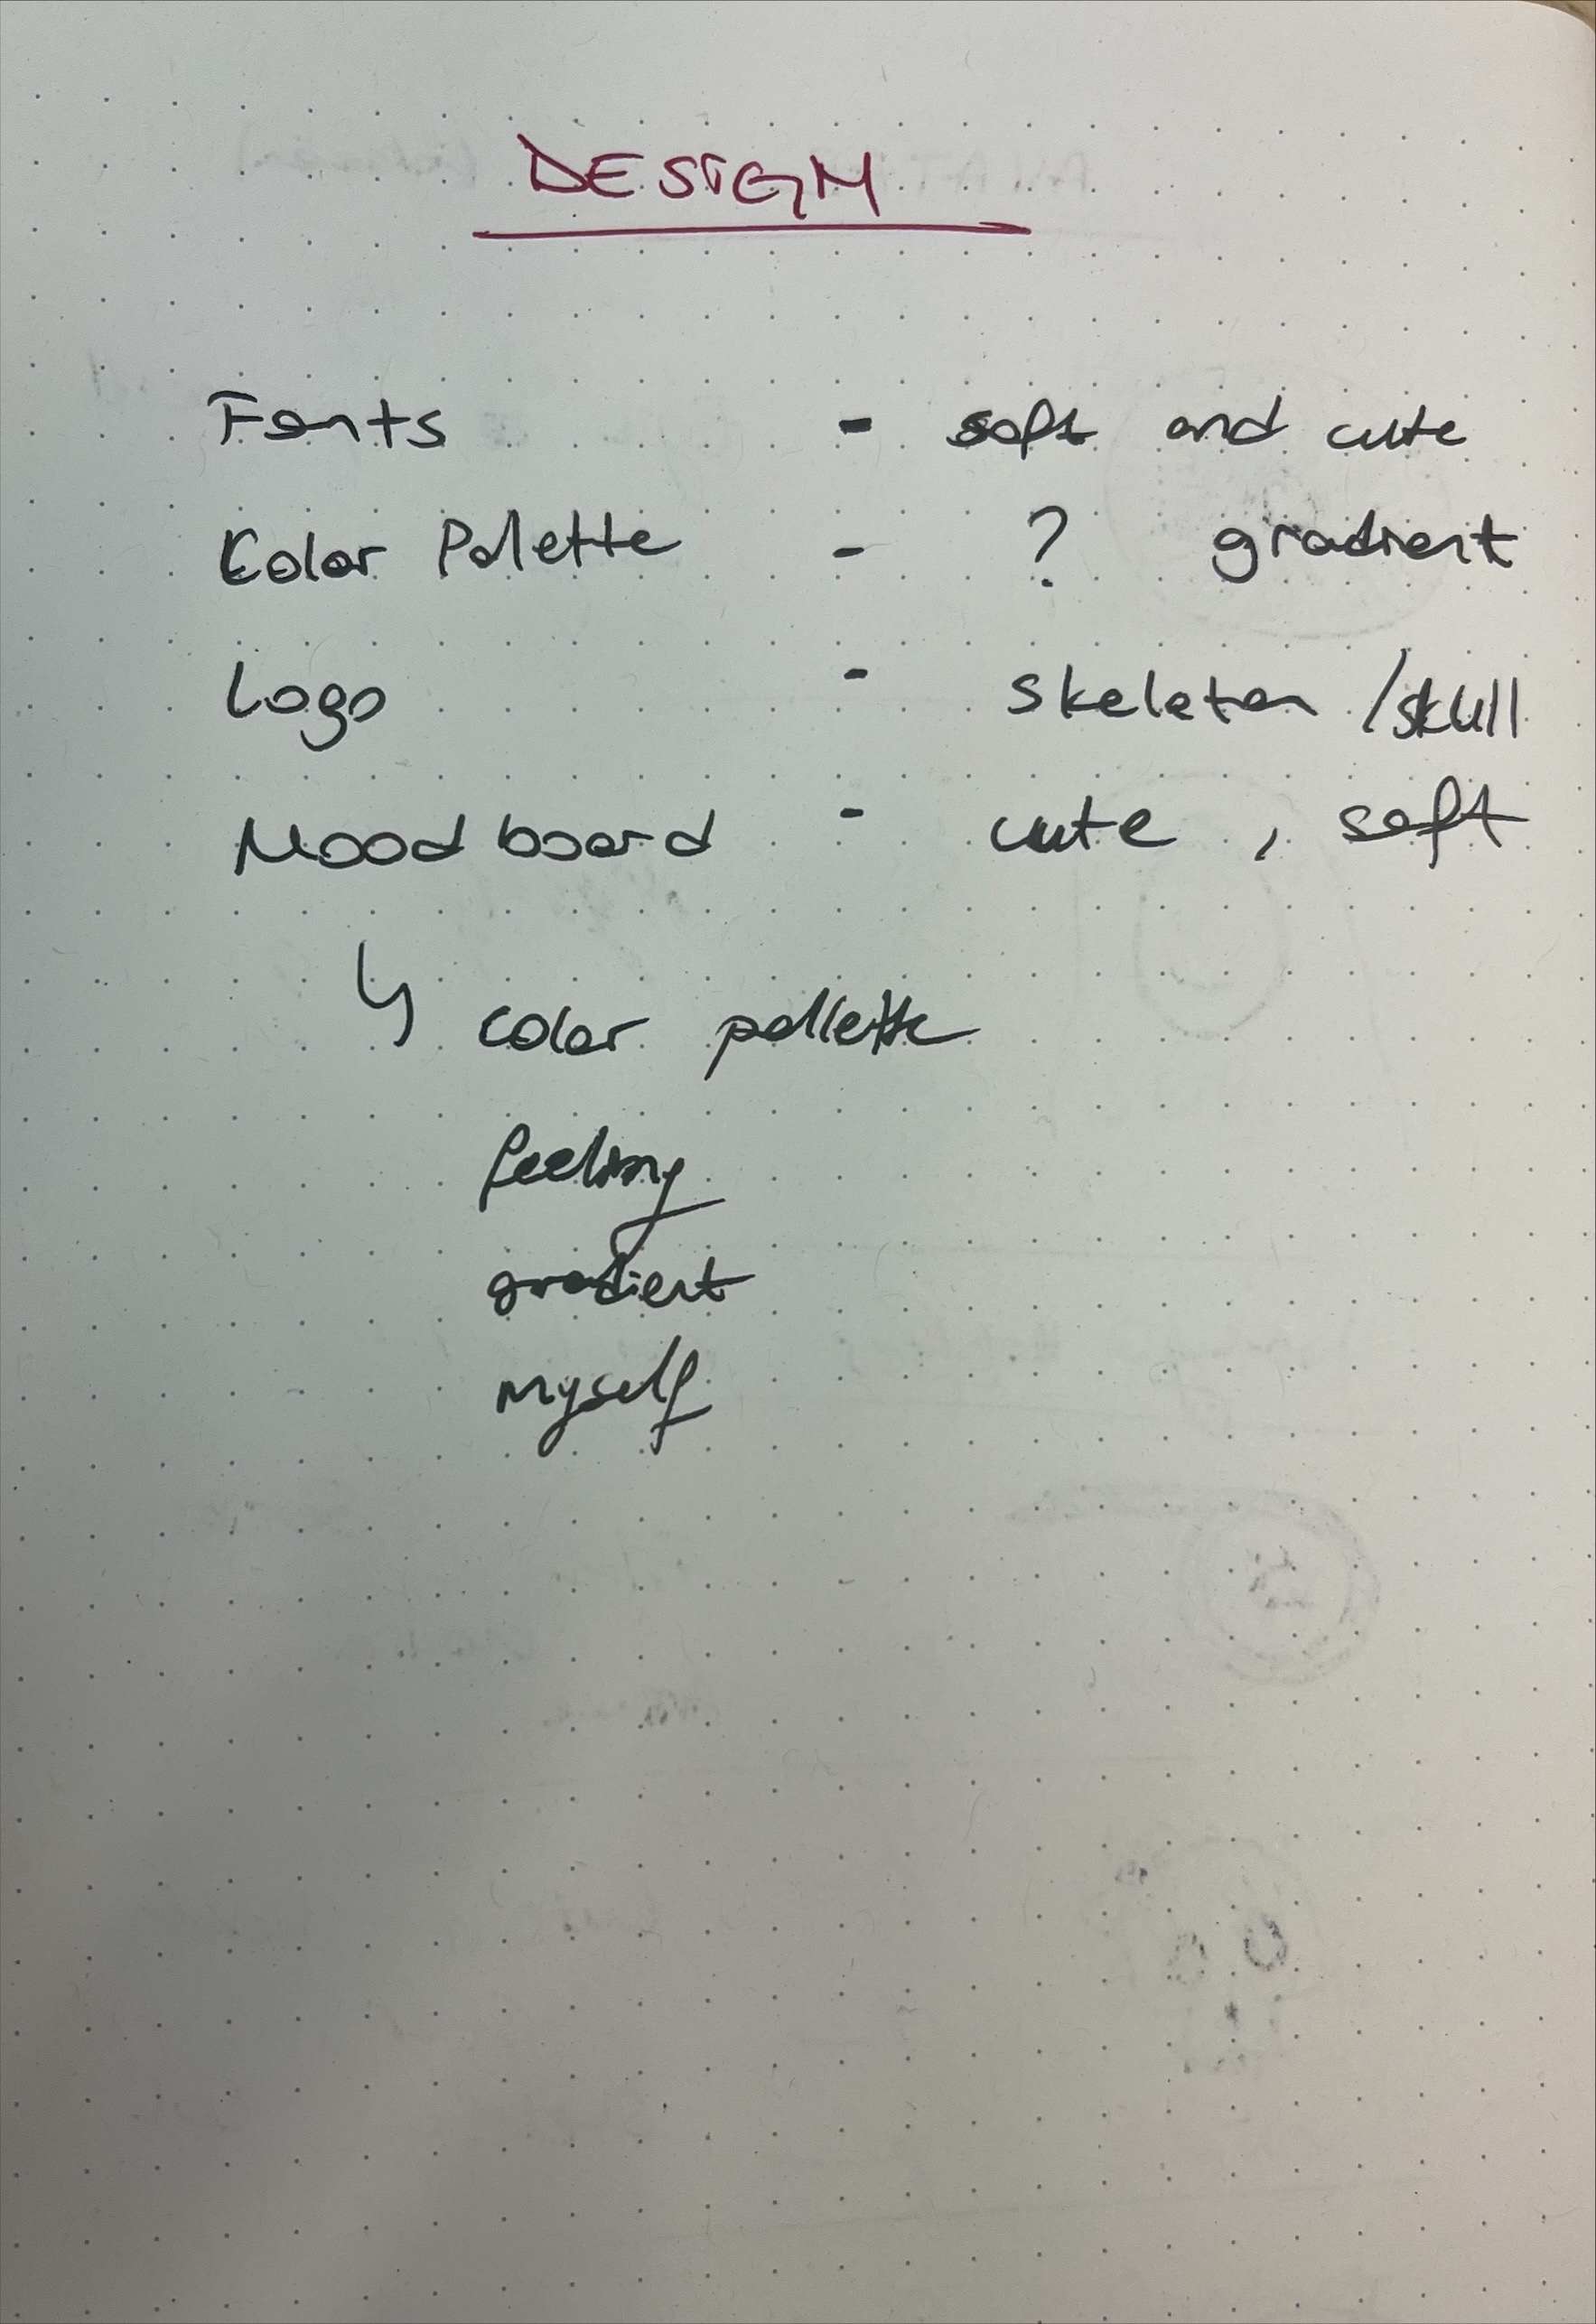 DESIGN
Fonts - soft and cute
Color Palette - ? gradient
Logo - skeleton /skull
Moodboard - cute , soft
↳ color pallette
feeling
gradient
myself